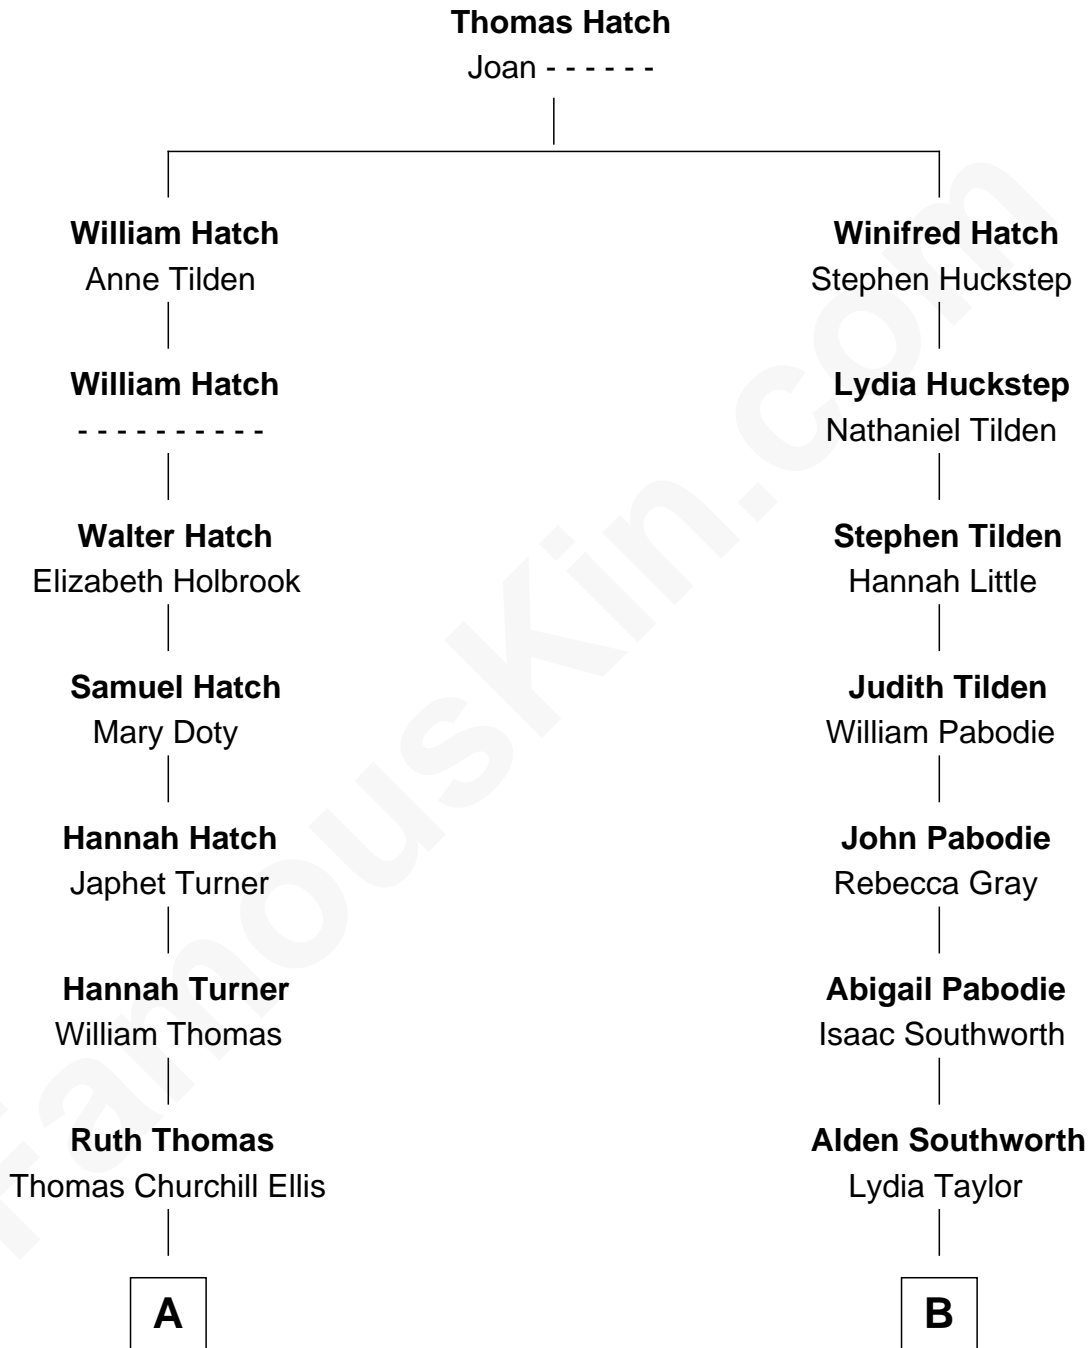 Thomas Hatch
Joan - - - - - -
William Hatch
Anne Tilden
William Hatch
- - - - - - - - - -
Walter Hatch
Elizabeth Holbrook
Samuel Hatch
Mary Doty
Hannah Hatch
Japhet Turner
Hannah Turner
William Thomas
Ruth Thomas
Thomas Churchill Ellis
A
Winifred Hatch
Stephen Huckstep
Lydia Huckstep
Nathaniel Tilden
Stephen Tilden
Hannah Little
Judith Tilden
William Pabodie
John Pabodie
Rebecca Gray
Abigail Pabodie
Isaac Southworth
Alden Southworth
Lydia Taylor
B
FamousKin.com